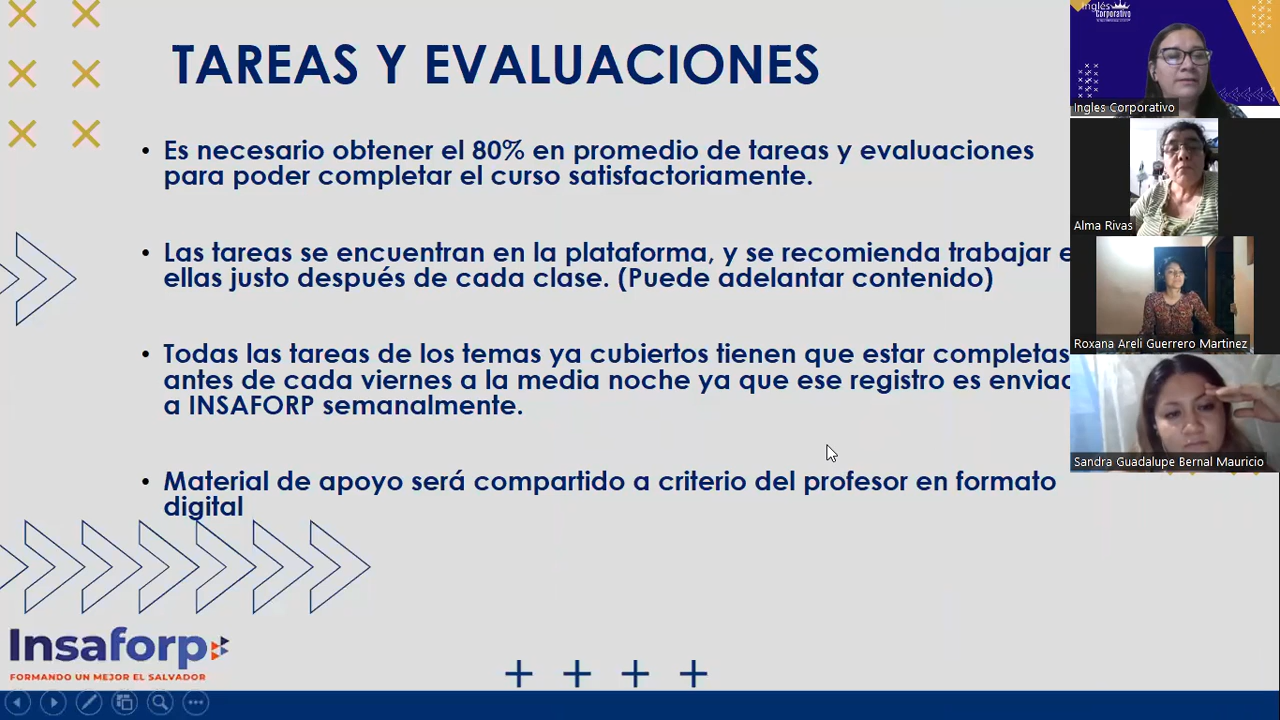 TAREAS Y EVALUACIONES
• Es necesario obtener el 80% en promedio de tareas y evaluaciones
para poder completar el curso satisfactoriamente.
• Las tareas se encuentran en la plataforma, y se recomienda trabajar e
ellas justo después de cada clase. (Puede adelantar contenido)
• Todas las tareas de los temas ya cubiertos tienen que estar completas
antes de cada viernes a la media noche ya que ese registro es enviad
a INSAFORP semanalmente.
• Material de apoyo será compartido a criterio del profesor en formato
digital
Insaforp
FORMANDO UN MEJOR EL SALVADOR
Inglés
Corporativo
Ingles Corporativo
Alma Rivas
Roxana Areli Guerrero Martinez
Sandra Guadalupe Bernal Mauricio